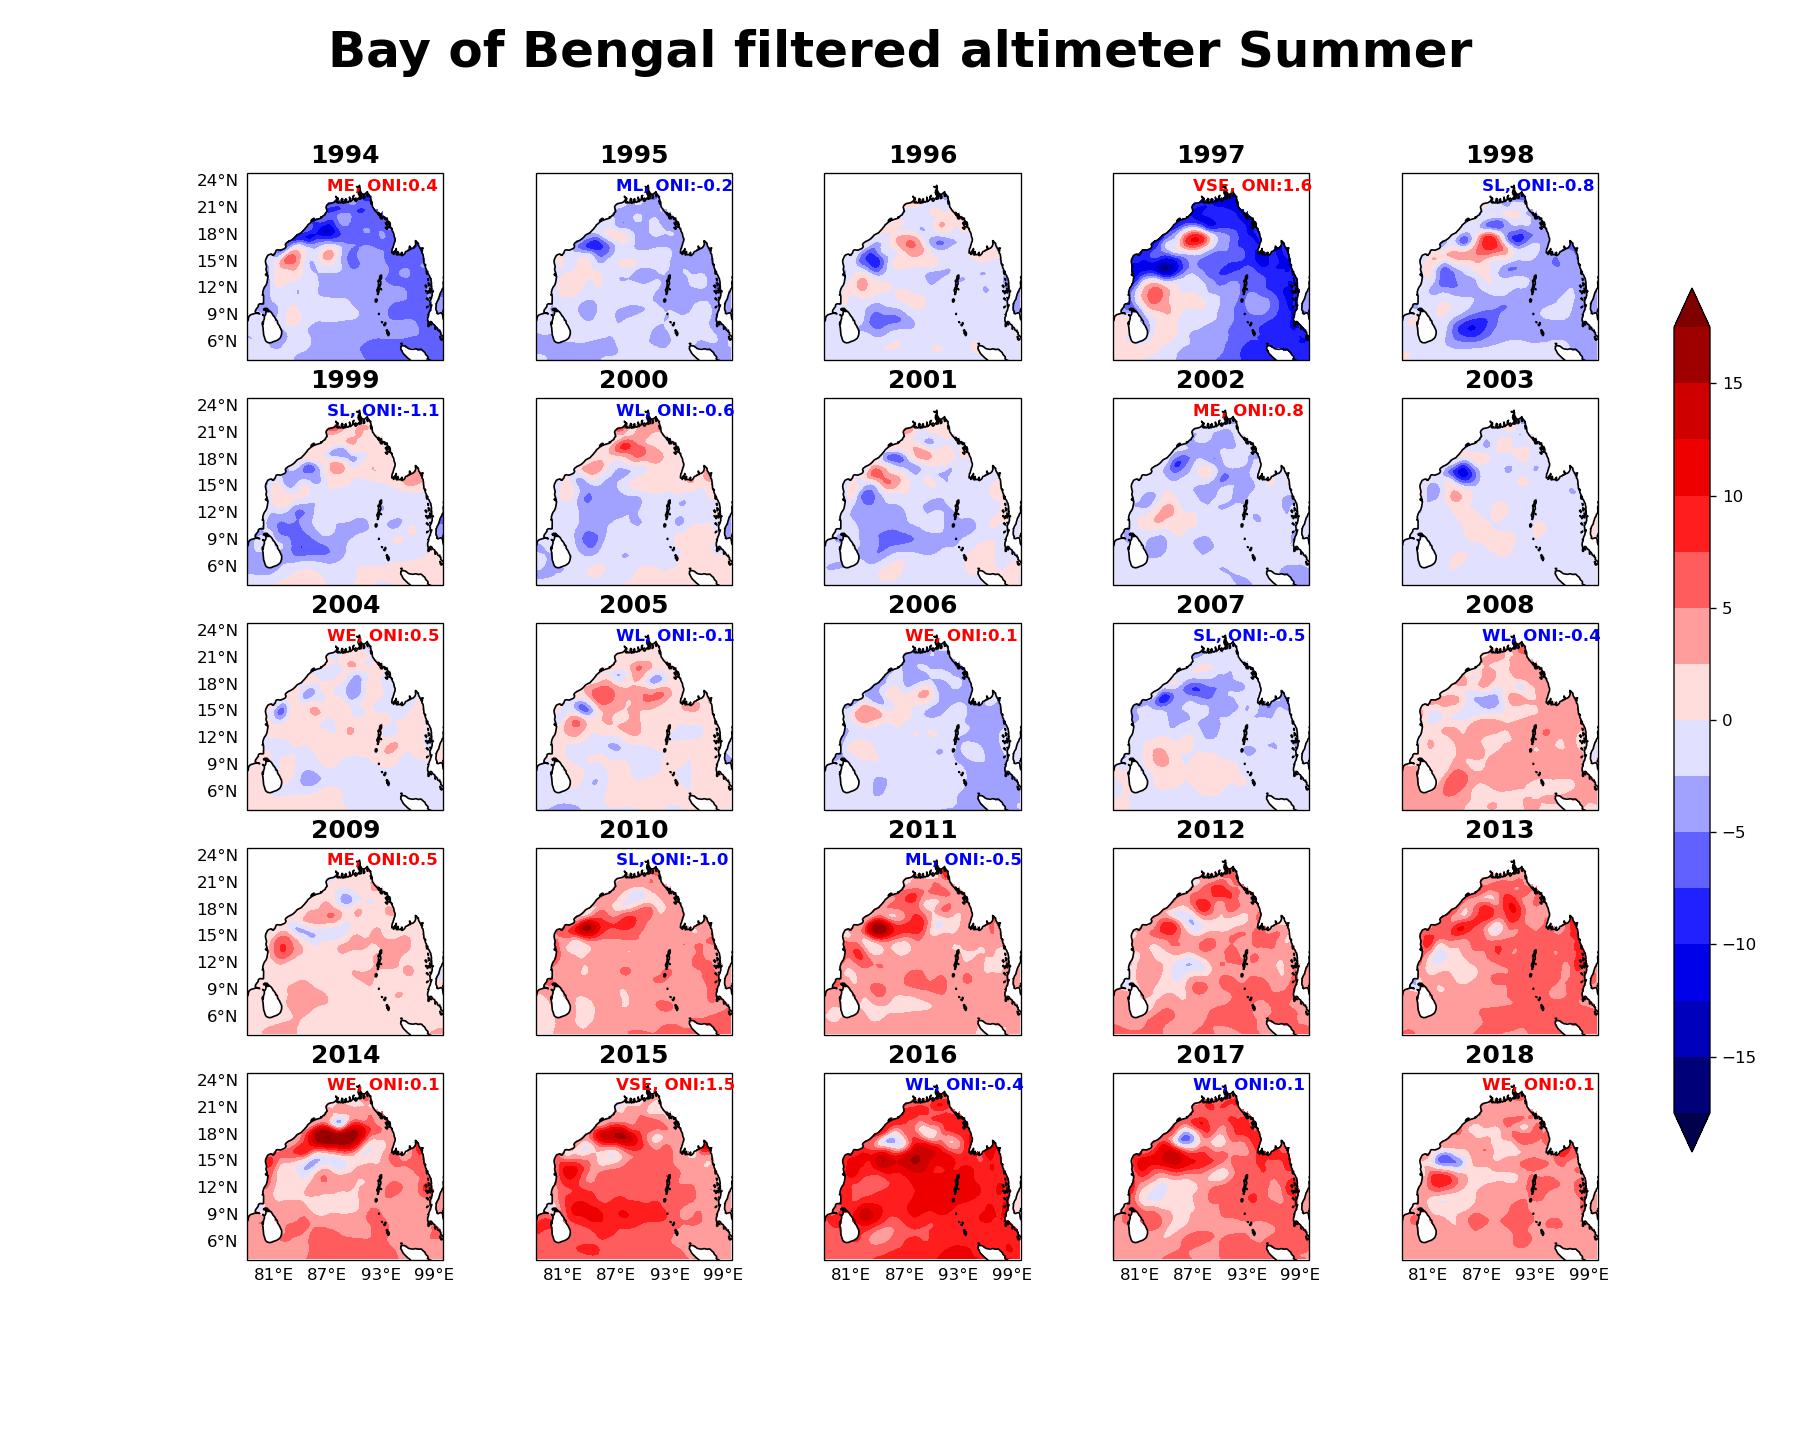 Bay of Bengal filtered altimeter Summer
1994 1995 1996 1997 1998
24°N ME, ONI:0.4 ML, ONI:-0.2 VSE, ONI:1.6 SL, ONI:-0.8
21°N
18°N
15°N
12°N
9°N
6°N
1999 2000 2001 2002 2003
24°N SL, ONI:-1.1 WL, ONI:-0.6 ME, ONI:0.8
21°N
18°N
15°N
12°N
9°N
6°N
2004 2005 2006 2007 2008
24°N WE, ONI:0.5 WL, ONI:-0.1 WE, ONI:0.1 SL, ONI:-0.5 WL, ONI:-0.4
21°N
18°N
15°N
12°N
9°N
6°N
2009 2010 2011 2012 2013
24°N ME, ONI:0.5 SL, ONI:-1.0 ML, ONI:-0.5
21°N
18°N
15°N
12°N
9°N
6°N
2014 2015 2016 2017 2018
24°N WE, ONI:0.1 VSE, ONI:1.5 WL, ONI:-0.4 WL, ONI:0.1 WE, ONI:0.1
21°N
18°N
15°N
12°N
9°N
6°N
81°E 87°E 93°E 99°E 81°E 87°E 93°E 99°E 81°E 87°E 93°E 99°E 81°E 87°E 93°E 99°E 81°E 87°E 93°E 99°E
15
10
5
0
−5
−10
−15